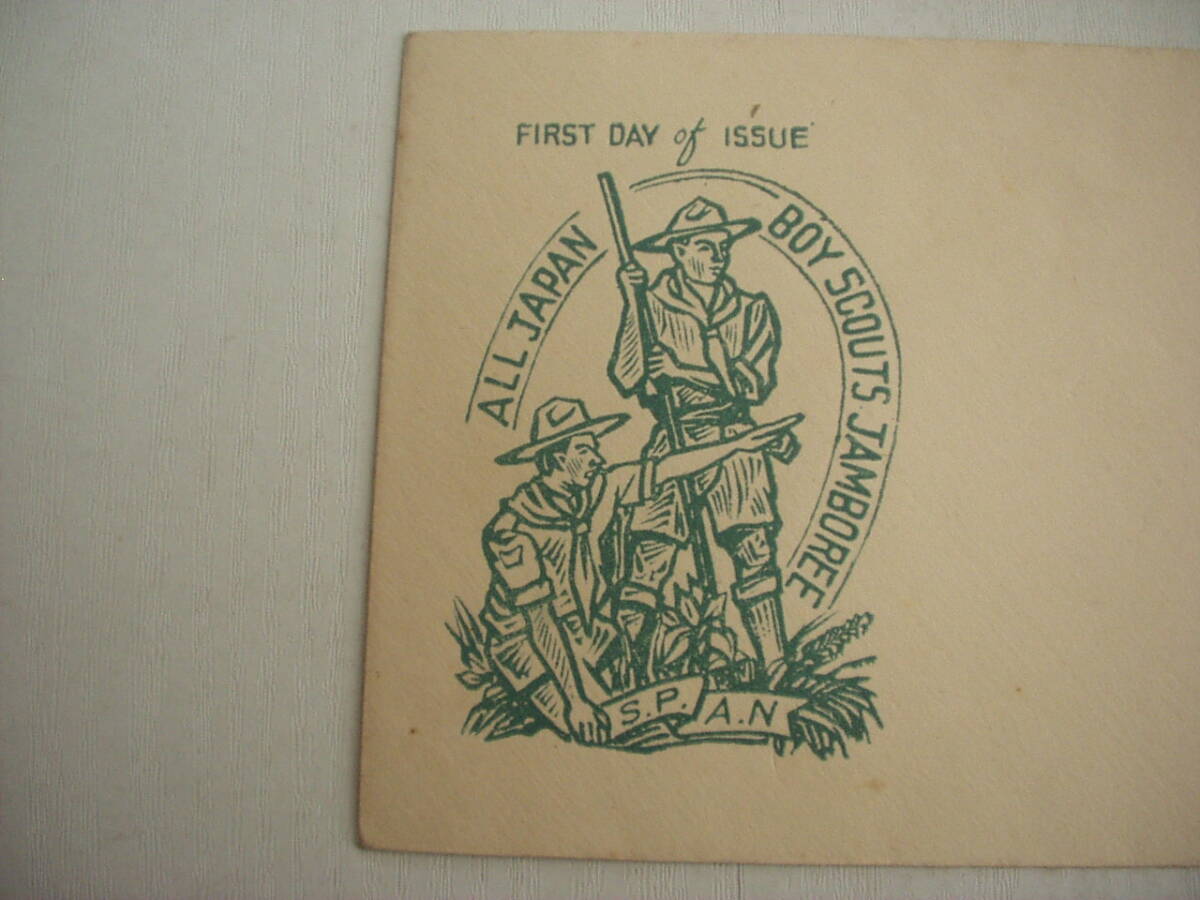 FIRST DAY of ISSUE
ALL JAPAN BOY SCOUTS JAMBOREE
S.P. A.N